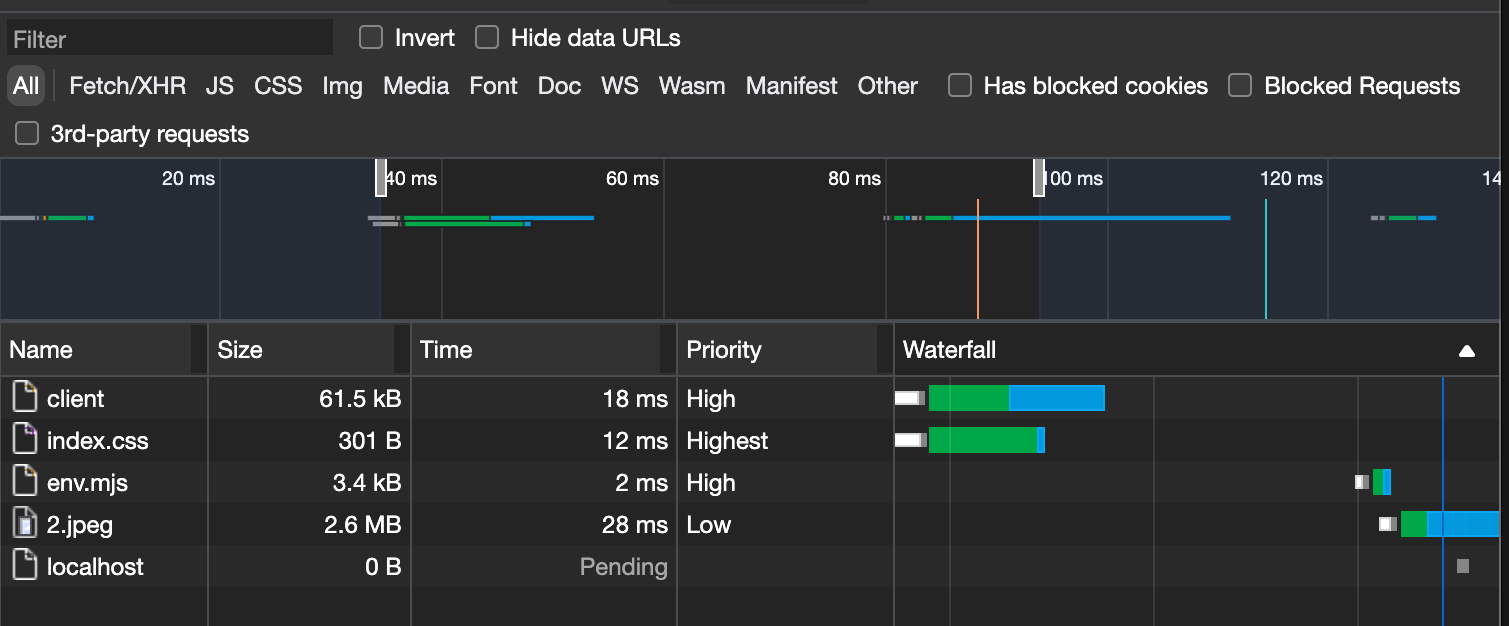 Filter Invert Hide data URLs
All Fetch/XHR JS CSS Img Media Font Doc WS Wasm Manifest Other Has blocked cookies Blocked Requests
3rd-party requests
20 ms 40 ms 60 ms 80 ms 00 ms 120 ms 14
Name Size Time Priority Waterfall
client 61.5 kB 18 ms High
index.css 301 B 12 ms Highest
env.mjs 3.4 kB 2 ms High
2.jpeg 2.6 MB 28 ms Low
localhost 0 B Pending